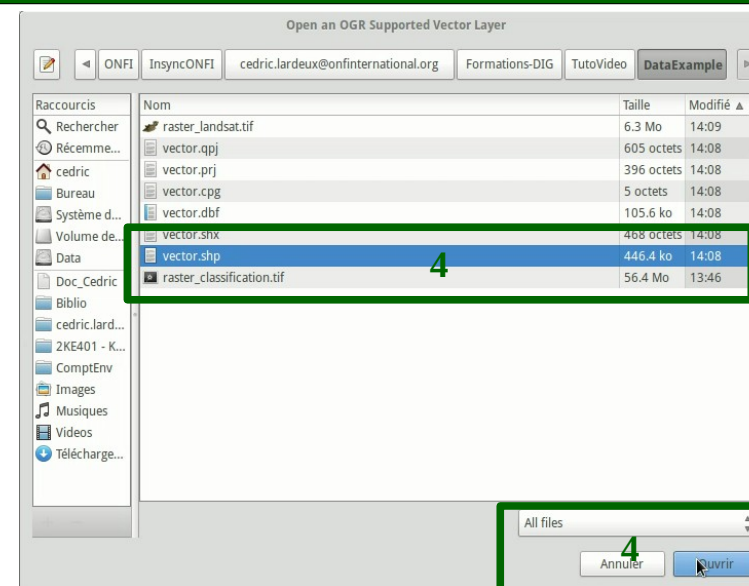 Open an OGR Supported Vector Layer
ONFI InsyncONFI cedric.lardeux@onfinternational.org Formations-DIG TutoVideo DataExample
Raccourcis Nom Taille Modifié
Rechercher raster_landsat.tif 6.3 Mo 14:09
Récemme... vector.qpj 605 octets 14:08
cedric vector.prj 396 octets 14:08
Bureau vector.cpg 5 octets 14:08
Système d... vector.dbf 105.6 ko 14:08
Volume de... vector.shx 468 octets 14:08
Data vector.shp 446.4 ko 14:08
4
Doc_Cedric raster_classification.tif 56.4 Mo 13:46
Biblio
cedric.lard...
2KE401 - K...
ComptEnv
Images
Musiques
Videos
Télécharge...
All files
4
Annuler Ouvrir